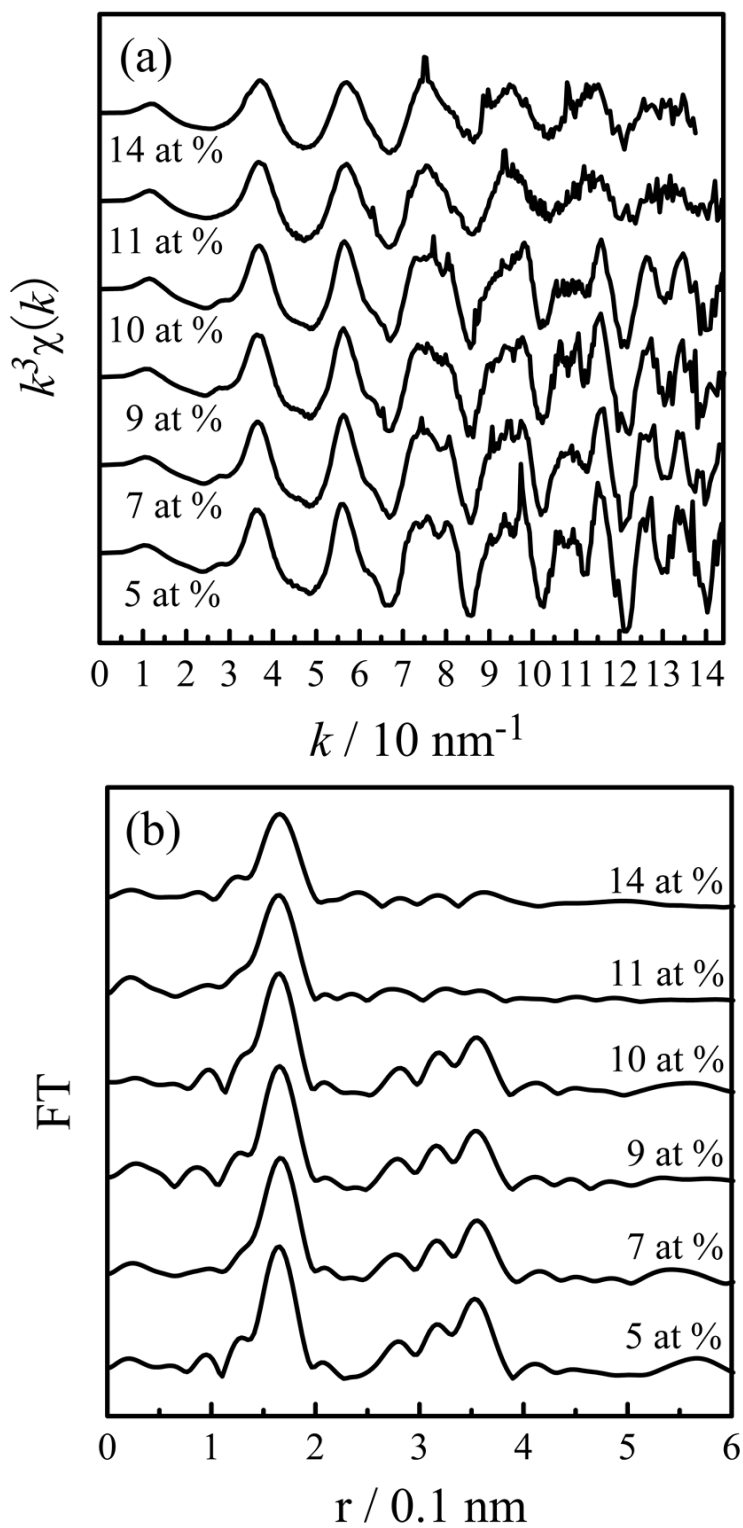 (a)
14 at %
11 at %
10 at %
9 at %
7 at %
5 at %
k³χ(k)
0 1 2 3 4 5 6 7 8 9 10 11 12 13 14
k / 10 nm⁻¹
(b)
14 at %
11 at %
10 at %
9 at %
7 at %
5 at %
FT
0 1 2 3 4 5 6
r / 0.1 nm